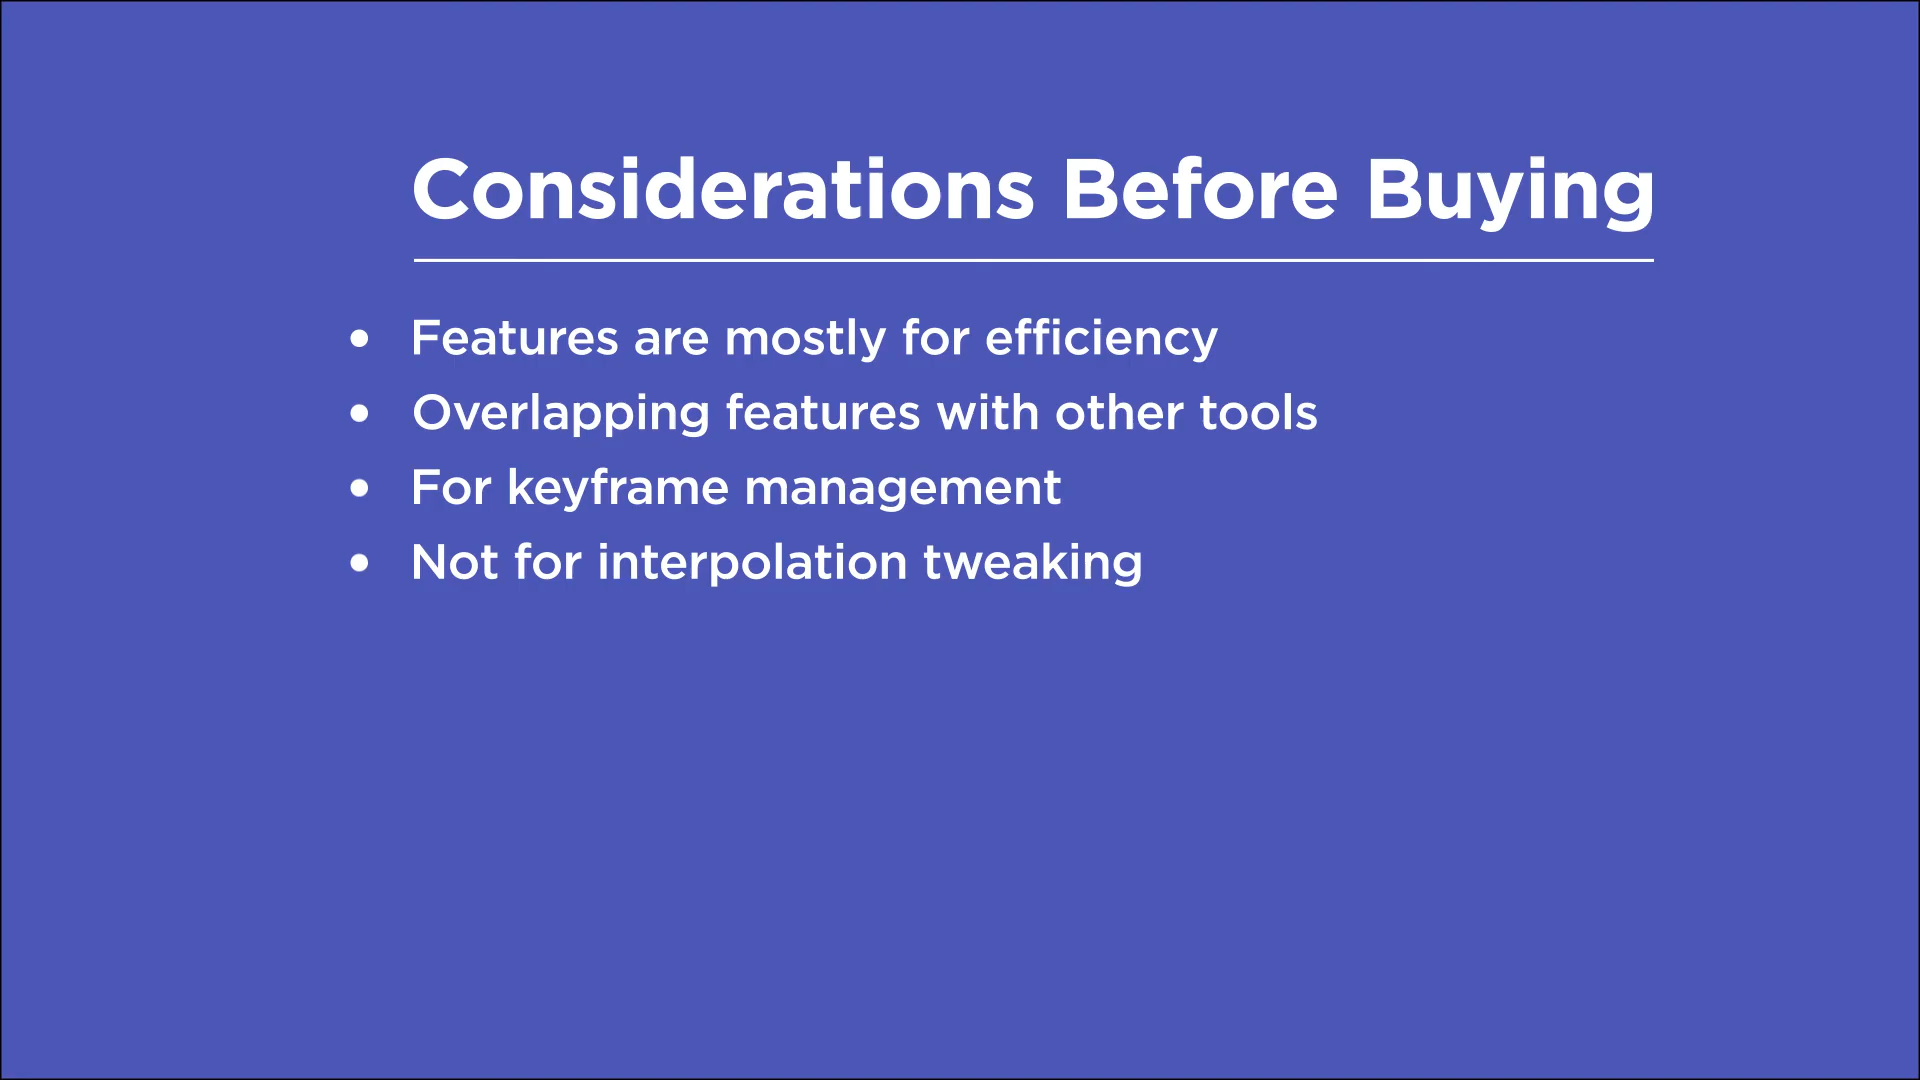 Considerations Before Buying
• Features are mostly for efficiency
• Overlapping features with other tools
• For keyframe management
• Not for interpolation tweaking